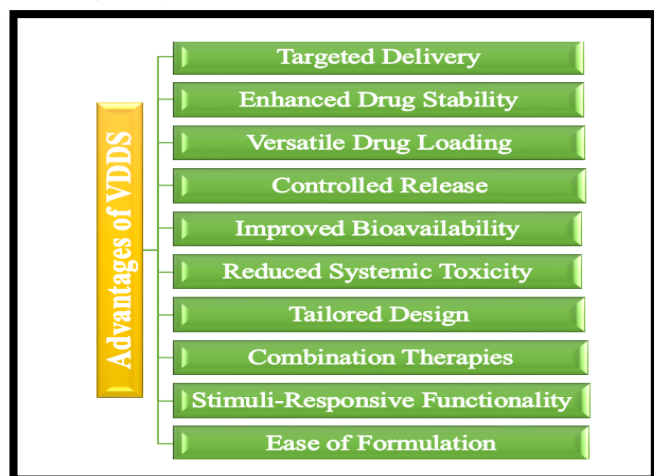 Advantages of VDDS
Targeted Delivery
Enhanced Drug Stability
Versatile Drug Loading
Controlled Release
Improved Bioavailability
Reduced Systemic Toxicity
Tailored Design
Combination Therapies
Stimuli-Responsive Functionality
Ease of Formulation